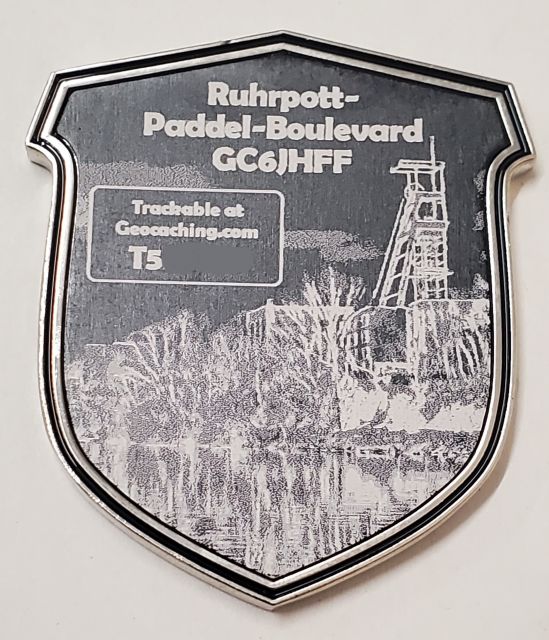 Ruhrpott-
Paddel-Boulevard
GC6JHFF
Trackable at
Geocaching.com
T5